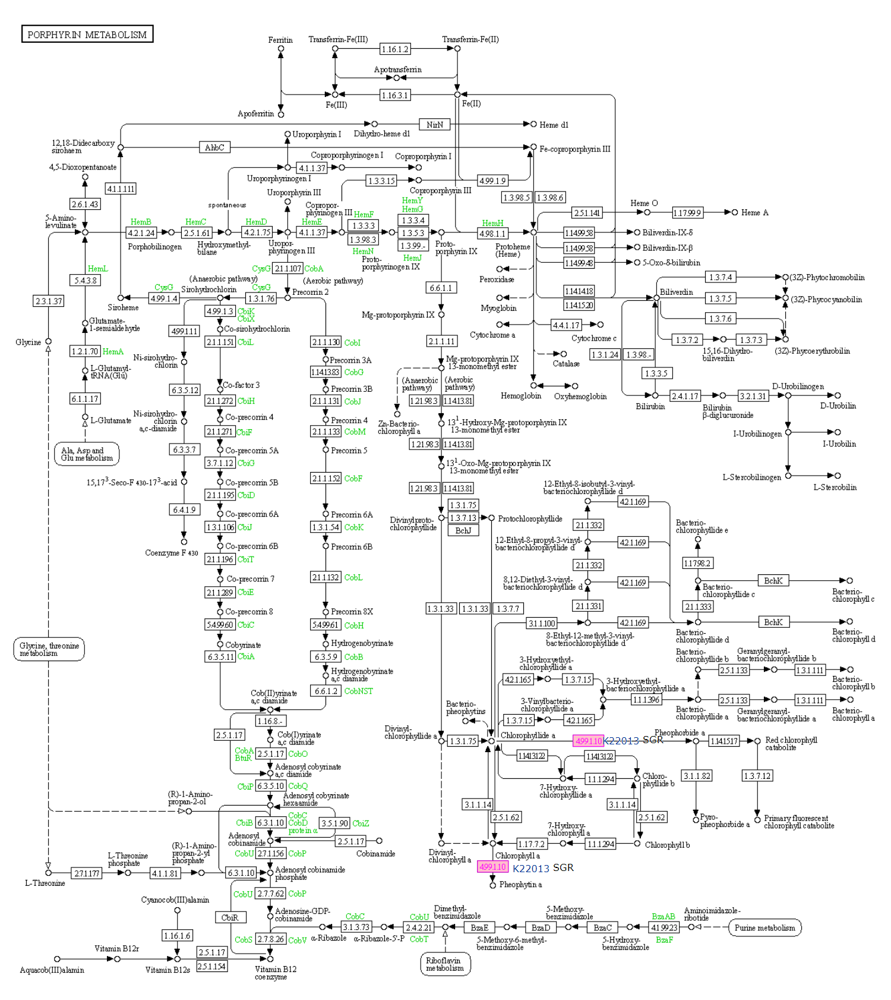 PORPHYRIN METABOLISM
Ferritin
Transferrin-Fe(III)
1.16.1.2
Transferrin-Fe(II)
Apotransferrin
1.16.3.1
Fe(III)
Fe(II)
Apoferritin
Dihydro-heme d1
NirN
Heme d1
12,18-Didecarboxy
sirohaem
AhbC
Uroporphyrin I
Fe-coproporphyrin III
4,5-Dioxopentanoate
Coproporphyrinogen I
Coproporphyrin I
4.1.1.37
Uroporphyrinogen I
1.3.3.15
Coproporphyrin III
4.99.1.9
4.1.1.111
2.6.1.43
spontaneous
Uroporphyrin III
Copropor-
phyrinogen III
1.3.98.5
1.3.98.6
HemY
HemG
Heme O
2.5.1.141
1.17.99.9
Heme A
5-Amino-
levulinate
HemB
4.2.1.24
Porphobilinogen
HemC
2.5.1.61
Hydroxymethyl-
bilane
HemD
4.2.1.75
Uropor-
phyrinogen III
HemE
4.1.1.37
HemF
1.3.3.3
1.3.98.3
HemN
Proto-
porphyrinogen IX
1.3.3.4
1.3.5.3
1.3.99.-
HemJ
Proto-
porphyrin IX
HemH
4.98.1.1
Protoheme
(Heme)
1.14.99.58
Biliverdin-IX-δ
1.14.99.58
Biliverdin-IX-β
1.14.99.48
5-Oxo-δ-bilirubin
HemL
5.4.3.8
CysG
2.1.1.107
CobA
(Anaerobic pathway)
(Aerobic pathway)
Peroxidase
2.3.1.37
Siroheme
CysG
4.99.1.4
Sirohydrochlorin
CysG
1.3.1.76
Precorrin 2
6.6.1.1
Myoglobin
1.14.14.18
1.14.15.20
Biliverdin
1.3.7.4
(3Z)-Phytochromobilin
1.3.7.5
(3Z)-Phycocyanobilin
1.3.7.6
1.3.7.2
15,16-Dihydro-
biliverdin
1.3.7.3
(3Z)-Phycoerythrobilin
Glutamate-
1-semialdehyde
4.99.1.3
CbiK
CbiX
4.99.1.11
Co-sirohydrochlorin
Mg-protoporphyrin IX
Cytochrome a
4.4.1.17
Cytochrome c
Glycine
1.2.1.70
HemA
2.1.1.151
CbiL
2.1.1.130
CobI
2.1.1.11
1.3.1.24
1.3.98.-
Catalase
Ni-sirohydro-
chlorin
Precorrin 3A
Mg-protoporphyrin IX
13-monomethyl ester
L-Glutamyl-
tRNA(Glu)
1.14.13.83
CobG
1.3.3.5
6.3.5.12
Co-factor 3
Precorrin 3B
(Anaerobic
pathway)
(Aerobic
pathway)
Hemoglobin
Oxyhemoglobin
Bilirubin
2.4.1.17
Bilirubin
β-diglucuronide
3.2.1.31
D-Urobilinogen
D-Urobilin
6.1.1.17
2.1.1.272
CbiH
2.1.1.131
CobJ
1.21.98.3
1.14.13.81
L-Glutamate
Ni-sirohydro-
chlorin
a,c-diamide
Co-precorrin 4
Precorrin 4
Zn-Bacterio-
chlorophyll a
13¹-Hydroxy-Mg-protoporphyrin IX
13-monomethyl ester
2.1.1.271
CbiF
2.1.1.133
CobM
I-Urobilinogen
I-Urobilin
Ala, Asp and
Glu metabolism
6.3.3.7
Co-precorrin 5A
Precorrin 5
1.21.98.3
1.14.13.81
3.7.1.12
CbiG
13¹-Oxo-Mg-protoporphyrin IX
13-monomethyl ester
15,17³-Seco-F 430-17³-acid
Co-precorrin 5B
2.1.1.152
CobF
L-Stercobilinogen
L-Stercobilin
2.1.1.195
CbiD
1.21.98.3
1.14.13.81
12-Ethyl-8-isobutyl-3-vinyl-
bacteriochlorophyllide d
4.2.1.169
6.4.1.9
Co-precorrin 6A
Precorrin 6A
1.3.1.75
1.3.7.13
BchJ
Divinylproto-
chlorophyllide
Protochlorophyllide
1.3.1.106
CbiJ
1.3.1.54
CobK
2.1.1.332
Bacterio-
chlorophyllide e
Coenzyme F 430
Co-precorrin 6B
Precorrin 6B
12-Ethyl-8-propyl-3-vinyl-
bacteriochlorophyllide d
4.2.1.169
2.1.1.196
CbiT
2.1.1.332
1.17.98.2
Co-precorrin 7
2.1.1.132
CobL
8,12-Diethyl-3-vinyl-
bacteriochlorophyllide d
4.2.1.169
Bacterio-
chlorophyllide c
BchK
Bacterio-
chlorophyll c
2.1.1.289
CbiE
Co-precorrin 8
Precorrin 8X
1.3.1.33
1.3.1.33
1.3.7.7
2.1.1.331
2.1.1.333
5.4.99.60
CbiC
5.4.99.61
CobH
3.1.1.100
8-Ethyl-12-methyl-3-vinyl-
bacteriochlorophyllide d
4.2.1.169
Bacterio-
chlorophyllide d
BchK
Bacterio-
chlorophyll d
Glycine, threonine
metabolism
Cobyrinate
Hydrogenobyrinate
6.3.5.11
CbiA
6.3.5.9
CobB
3-Hydroxyethyl-
chlorophyllide a
Bacterio-
chlorophyllide b
Geranylgeranyl-
bacteriochlorophyllide b
2.5.1.133
1.3.1.111
Bacterio-
chlorophyll b
Hydrogenobyrinate
a,c diamide
4.2.1.165
1.3.7.15
3-Hydroxyethyl-
bacteriochlorophyllide a
6.6.1.2
CobNST
Cob(II)yrinate
a,c diamide
3-Vinylbacterio-
chlorophyllide a
1.1.1.396
Bacterio-
chlorophyllide a
2.5.1.133
Geranylgeranyl-
bacteriochlorophyllide a
1.3.1.111
Bacterio-
chlorophyll a
Bacterio-
pheophytins
1.3.7.15
4.2.1.165
1.16.8.-
2.5.1.17
Cob(I)yrinate
a,c diamide
Divinyl-
chlorophyllide a
1.3.1.75
Chlorophyllide a
4.99.1.10
K22013 SGR
Pheophorbide a
1.14.15.17
Red chlorophyll
catabolite
CobA
BtuR
2.5.1.17
CobO
1.14.13.122
1.14.13.122
Adenosyl cobyrinate
a,c diamide
7-Hydroxy-
chlorophyllide a
1.1.1.294
Chloro-
phyllide b
3.1.1.82
1.3.7.12
CbiP
6.3.5.10
CobQ
(R)-1-Amino-
propan-2-ol
Adenosyl cobyrinate
hexaamide
3.1.1.14
2.5.1.62
3.1.1.14
2.5.1.62
Pyro-
pheophorbide a
Primary fluorescent
chlorophyll catabolite
CbiB
6.3.1.10
CobC
CobD
protein α
3.5.1.90
CbiZ
Adenosyl
cobinamide
2.5.1.17
Cobinamide
7-Hydroxy-
chlorophyll a
Divinyl-
chlorophyll a
1.17.7.2
1.1.1.294
Chlorophyll b
Chlorophyll a
(R)-1-Amino-
propan-2-yl
phosphate
CobU
2.7.1.156
CobP
L-Threonine
L-Threonine
phosphate
2.7.1.177
4.1.1.81
6.3.1.10
Adenosyl cobinamide
phosphate
4.99.1.10
K22013 SGR
Pheophytin a
CobU
2.7.7.62
CobP
Cyanocob(III)alamin
CbiR
Adenosine-GDP-
cobinamide
CobC
3.1.3.73
α-Ribazole
α-Ribazole-5'-P
CobU
2.4.2.21
CobT
Dimethyl-
benzimidazole
BzaE
5-Methoxy-6-methyl-
benzimidazole
BzaD
5-Methoxy-
benzimidazole
BzaC
5-Hydroxy-
benzimidazole
BzaAB
4.1.99.23
BzaF
Aminoimidazole-
ribotide
Purine metabolism
1.16.1.6
CobS
2.7.8.26
CobV
Vitamin B12r
2.5.1.17
2.5.1.154
Aquacob(III)alamin
Vitamin B12s
Vitamin B12
coenzyme
Riboflavin
metabolism